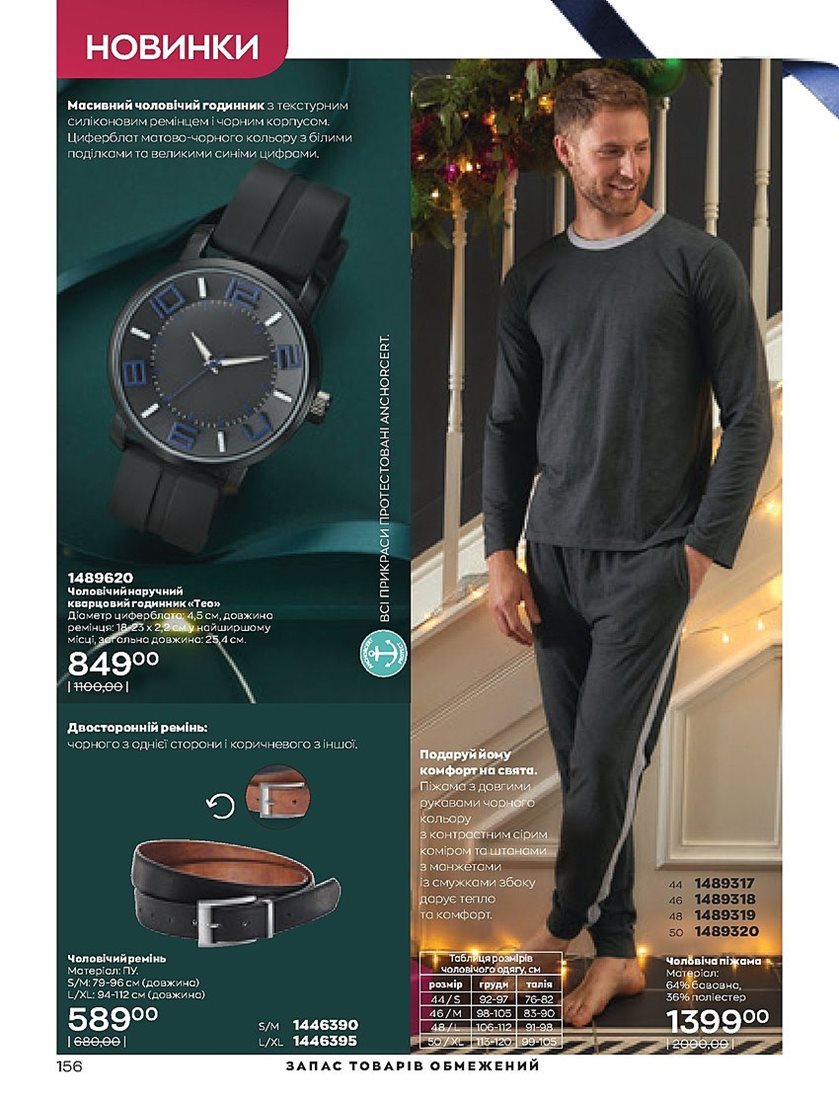 НОВИНКИ
Масивний чоловічий годинник з текстурним
силіконовим ремінцем і чорним корпусом.
Циферблат матово-чорного кольору з білими
поділками та великими синіми цифрами.
ВСІ ПРИКРАСИ ПРОТЕСТОВАНІ ANCHORCERT.
1489620
Чоловічий наручний
кварцовий годинник «Тео»
Діаметр циферблата: 4,5 см, довжина
ремінця: 18-23 х 2,2 см у найширшому
місці, загальна довжина: 25,4 см.
849⁰⁰
|1100,00|
Двосторонній ремінь:
чорного з однієї сторони і коричневого з іншої.
Чоловічий ремінь
Матеріал: ПУ.
S/M: 79-96 см (довжина)
L/XL: 94-112 см (довжина)
589⁰⁰
|680,00|
S/M 1446390
L/XL 1446395
Подаруй йому
комфорт на свята.
Піжама з довгими
рукавами чорного
кольору
з контрастним сірим
коміром та штанами
з манжетами
із смужками збоку
дарує тепло
та комфорт.
44 1489317
46 1489318
48 1489319
50 1489320
Таблиця розмірів
чоловічого одягу, см
розмір груди талія
44 / S 92-97 76-82
46 / M 98-105 83-90
48 / L 106-112 91-98
50 / XL 113-120 99-105
Чоловіча піжама
Матеріал:
64% бавовна,
36% поліестер
1399⁰⁰
|2000,00|
156
ЗАПАС ТОВАРІВ ОБМЕЖЕНИЙ